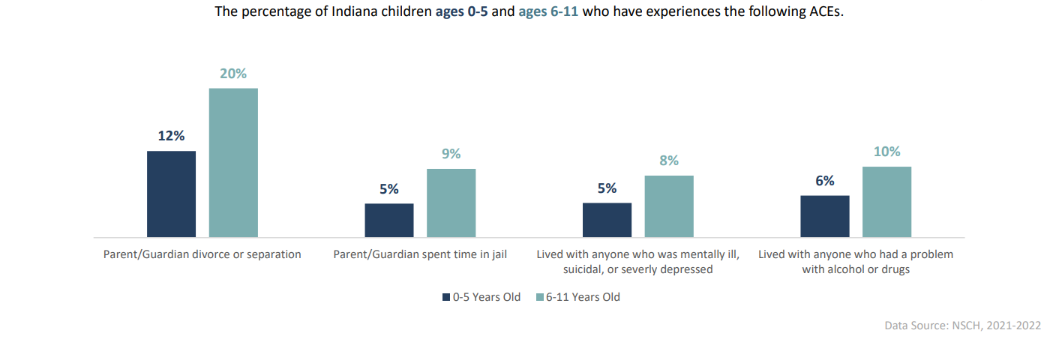 The percentage of Indiana children ages 0-5 and ages 6-11 who have experiences the following ACEs.
20%
12%
9%
5%
8%
5%
10%
6%
Parent/Guardian divorce or separation
Parent/Guardian spent time in jail
Lived with anyone who was mentally ill,
suicidal, or severly depressed
Lived with anyone who had a problem
with alcohol or drugs
0-5 Years Old
6-11 Years Old
Data Source: NSCH, 2021-2022